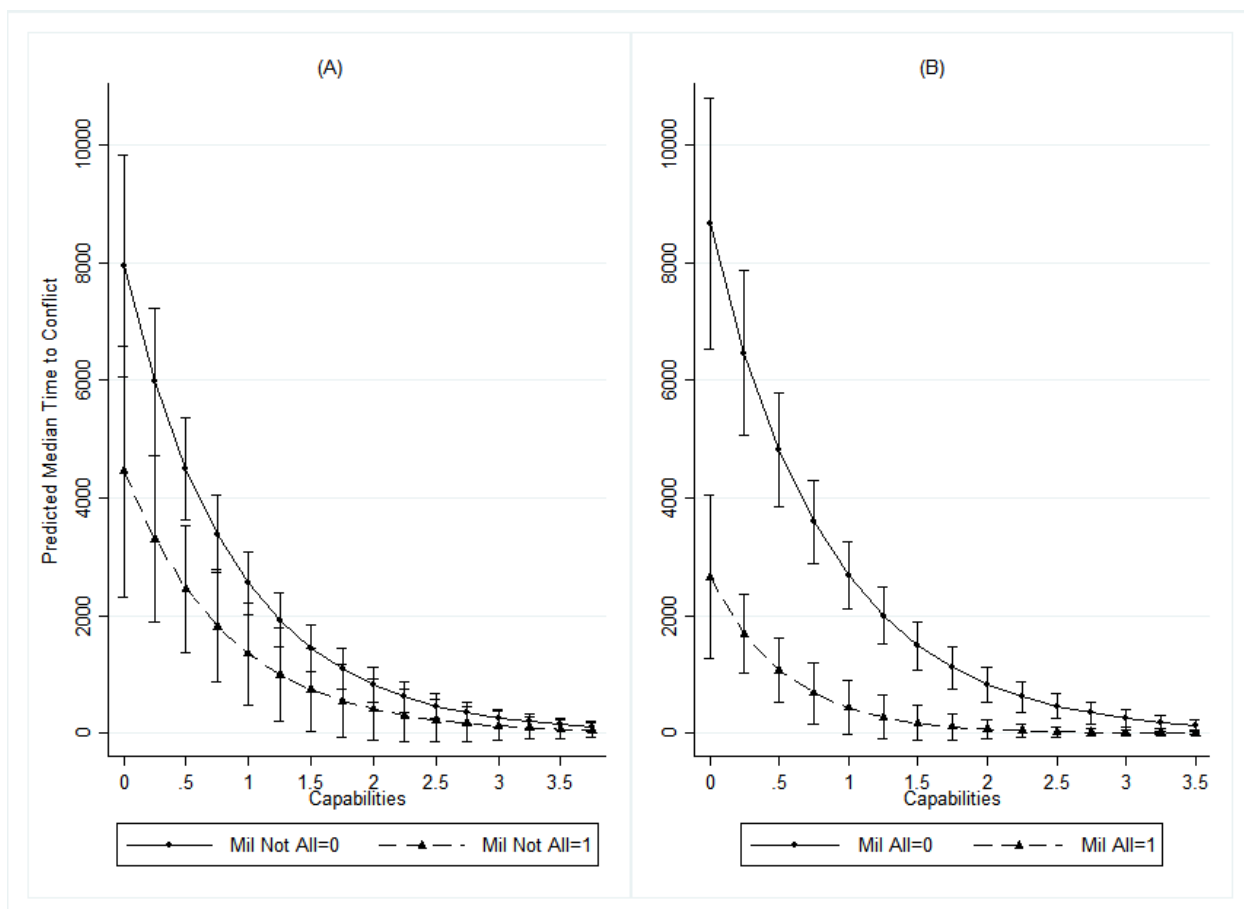 (A)
Predicted Median Time to Conflict
10000
8000
6000
4000
2000
0
0 .5 1 1.5 2 2.5 3 3.5
Capabilities
Mil Not All=0 Mil Not All=1
(B)
10000
8000
6000
4000
2000
0
0 .5 1 1.5 2 2.5 3 3.5
Capabilities
Mil All=0 Mil All=1